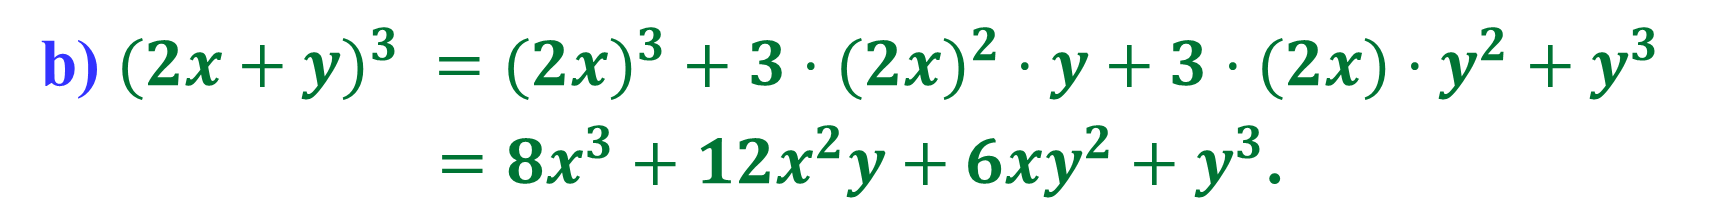 b) (2x + y)³ = (2x)³ + 3 · (2x)² · y + 3 · (2x) · y² + y³
= 8x³ + 12x²y + 6xy² + y³.